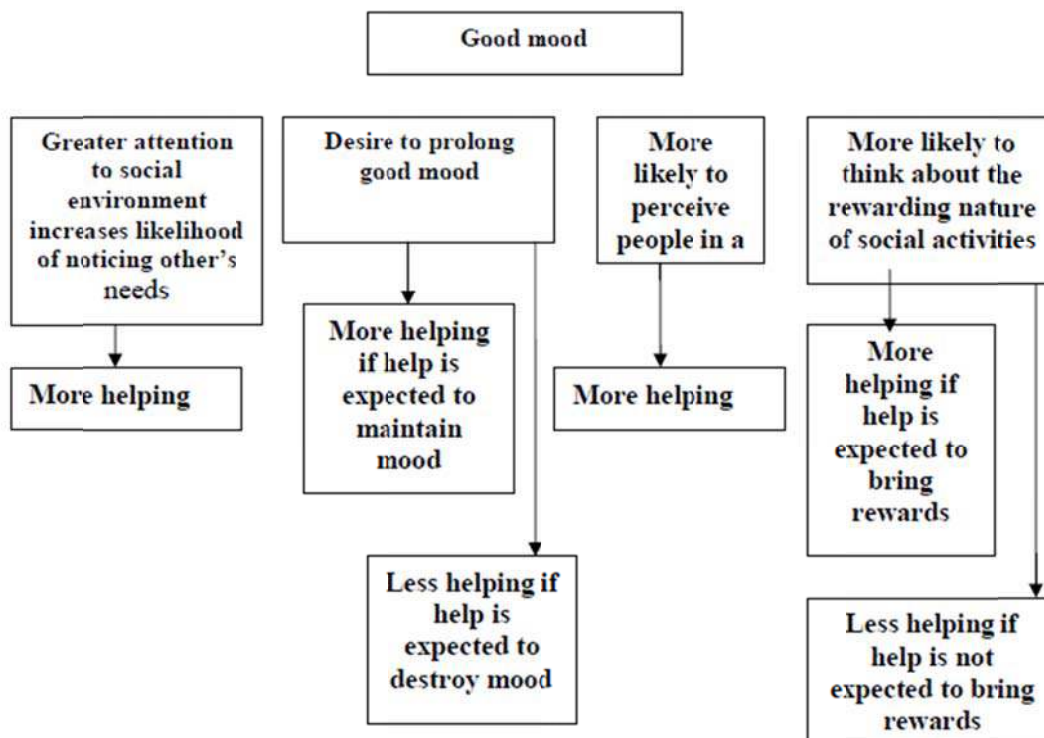 Good mood
Greater attention
to social
environment
increases likelihood
of noticing other's
needs
Desire to prolong
good mood
More
likely to
perceive
people in a
More likely to
think about the
rewarding nature
of social activities
More helping
More helping
if help is
expected to
maintain
mood
More helping
More
helping if
help is
expected to
bring
rewards
Less helping if
help is
expected to
destroy mood
Less helping if
help is not
expected to bring
rewards